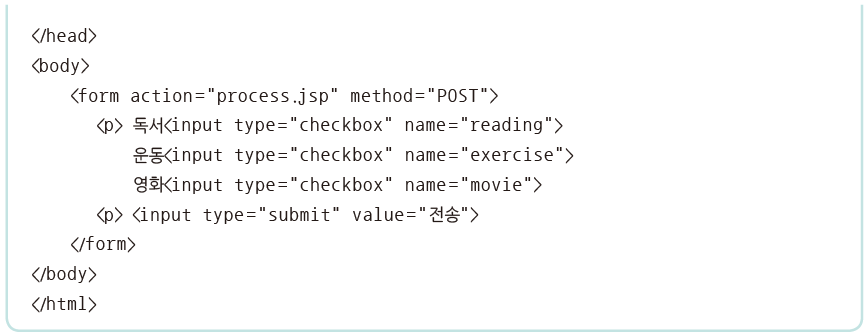 </head>
<body>
<form action="process.jsp" method="POST">
<p> 독서<input type="checkbox" name="reading">
운동<input type="checkbox" name="exercise">
영화<input type="checkbox" name="movie">
<p> <input type="submit" value="전송">
</form>
</body>
</html>